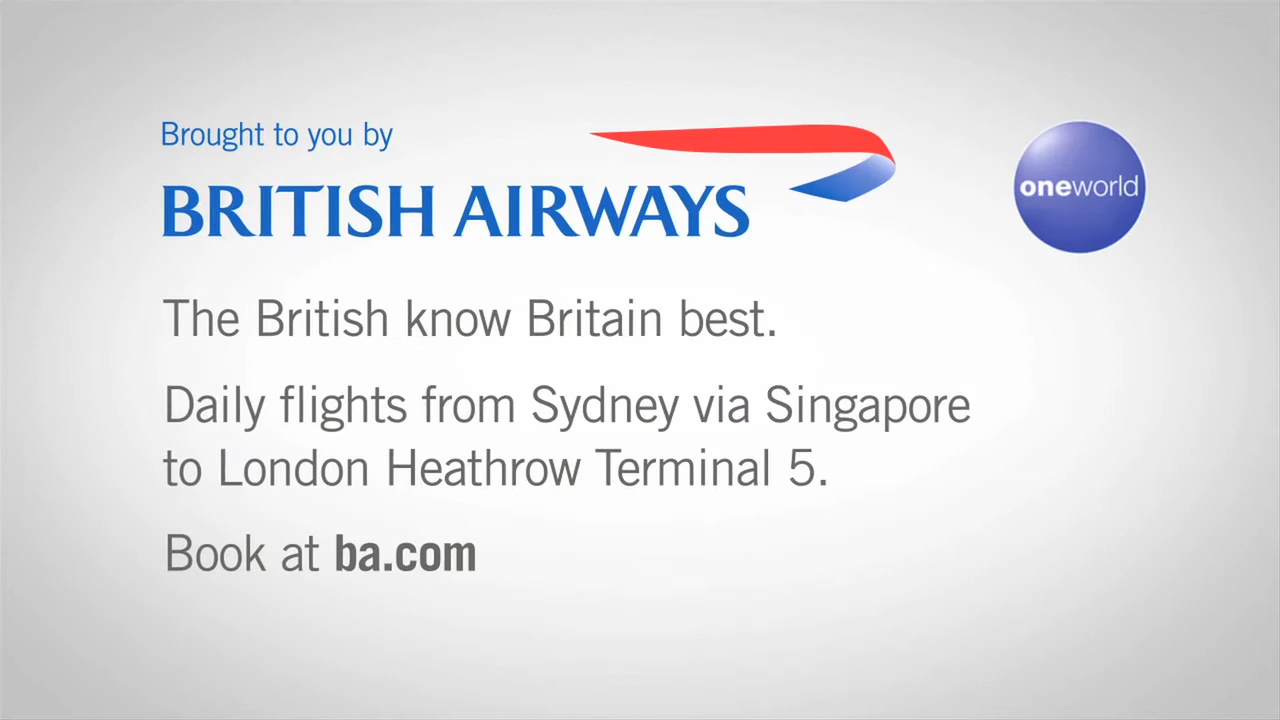 Brought to you by
BRITISH AIRWAYS
oneworld
The British know Britain best.
Daily flights from Sydney via Singapore
to London Heathrow Terminal 5.
Book at ba.com